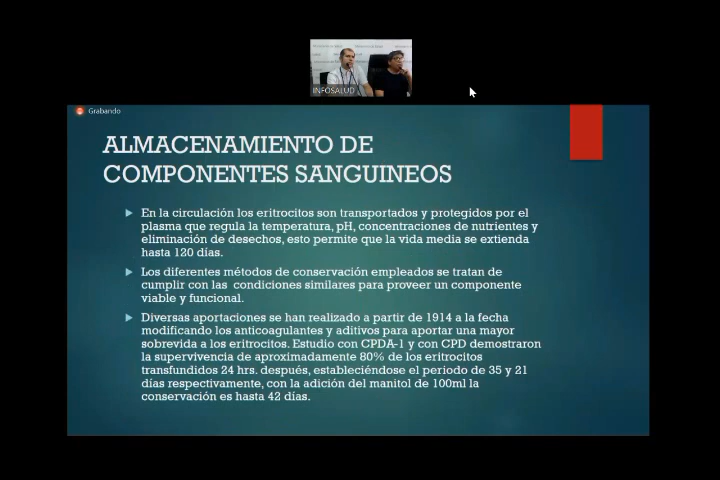 INFOSALUD
Grabando
ALMACENAMIENTO DE
COMPONENTES SANGUINEOS
En la circulación los eritrocitos son transportados y protegidos por el
plasma que regula la temperatura, pH, concentraciones de nutrientes y
eliminación de desechos, esto permite que la vida media se extienda
hasta 120 días.
Los diferentes métodos de conservación empleados se tratan de
cumplir con las condiciones similares para proveer un componente
viable y funcional.
Diversas aportaciones se han realizado a partir de 1914 a la fecha
modificando los anticoagulantes y aditivos para aportar una mayor
sobrevida a los eritrocitos. Estudio con CPDA-1 y con CPD demostraron
la supervivencia de aproximadamente 80% de los eritrocitos
transfundidos 24 hrs. después, estableciéndose el periodo de 35 y 21
días respectivamente, con la adición del manitol de 100ml la
conservación es hasta 42 días.